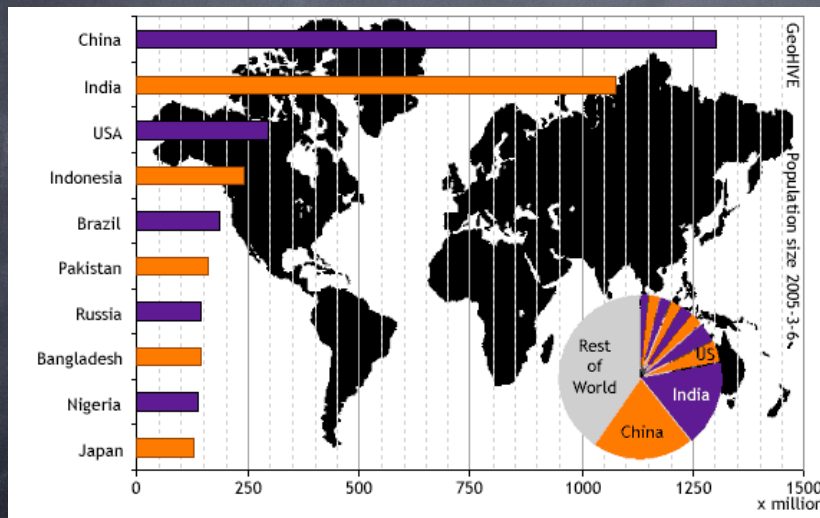 China
India
USA
Indonesia
Brazil
Pakistan
Russia
Bangladesh
Nigeria
Japan
0 250 500 750 1000 1250 1500
x million
GeoHIVE Population size 2005-3-6
Rest
of
World
US
India
China